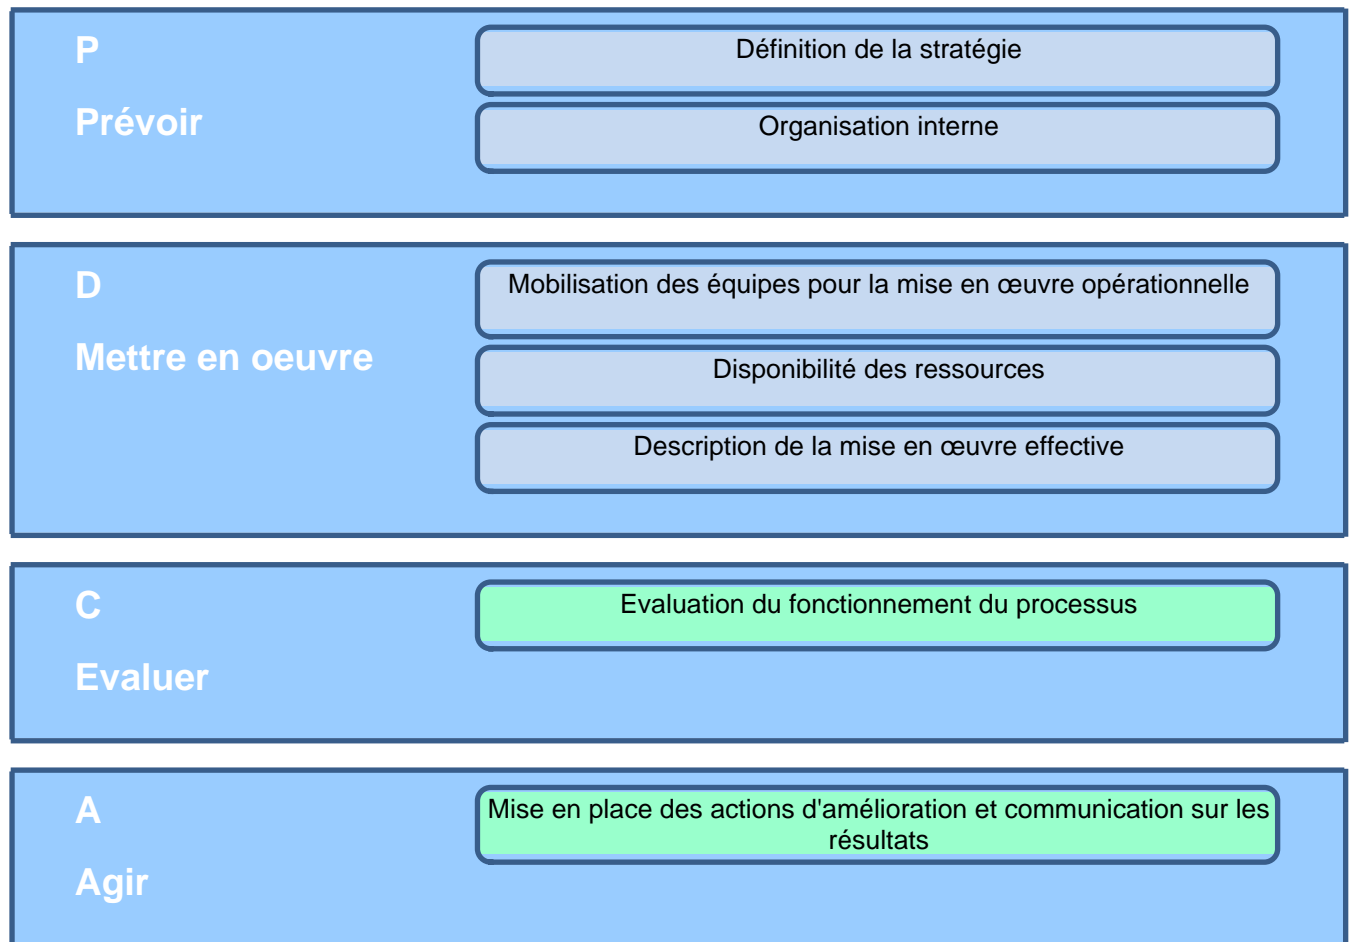 P
Définition de la stratégie
Prévoir
Organisation interne
D
Mobilisation des équipes pour la mise en œuvre opérationnelle
Mettre en oeuvre
Disponibilité des ressources
Description de la mise en œuvre effective
C
Evaluation du fonctionnement du processus
Evaluer
A
Mise en place des actions d'amélioration et communication sur les
résultats
Agir